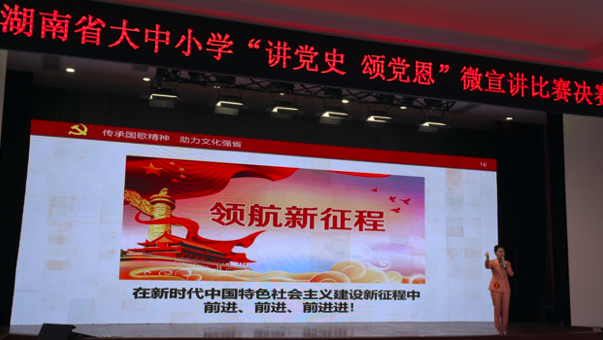 湖南省大中小学“讲党史 颂党恩”微宣讲比赛决赛
传承国歌精神 助力文化强省
16
领航新征程
在新时代中国特色社会主义建设新征程中
前进、前进、前进进!